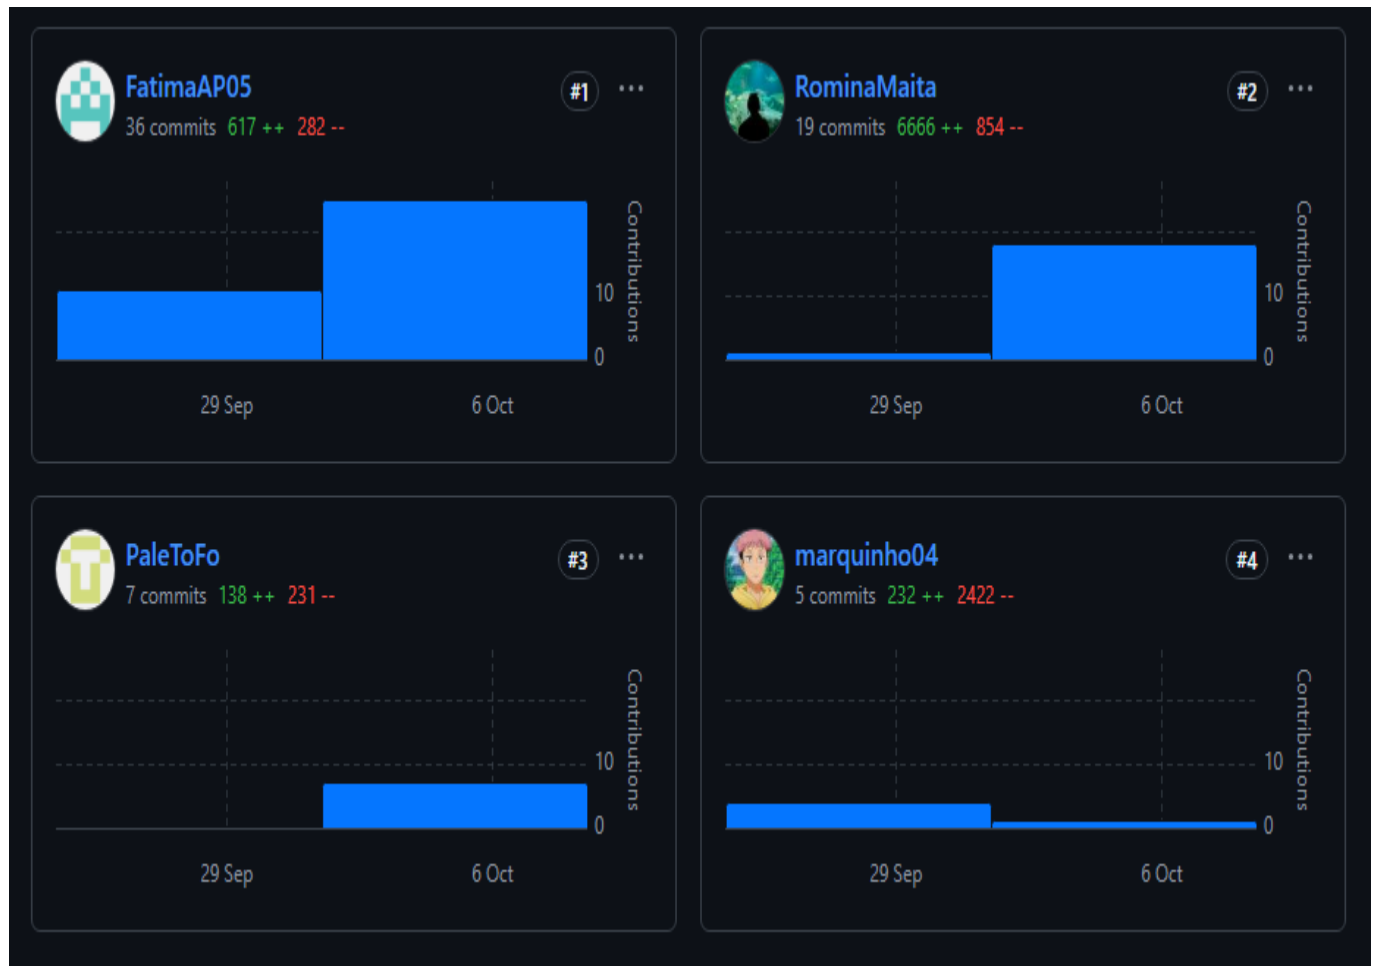 FatimaAP05
#1
36 commits 617 ++ 282 --
Contributions
10
0
29 Sep 6 Oct
RominaMaita
#2
19 commits 6666 ++ 854 --
Contributions
10
0
29 Sep 6 Oct
PaleToFo
#3
7 commits 138 ++ 231 --
Contributions
10
0
29 Sep 6 Oct
marquinho04
#4
5 commits 232 ++ 2422 --
Contributions
10
0
29 Sep 6 Oct